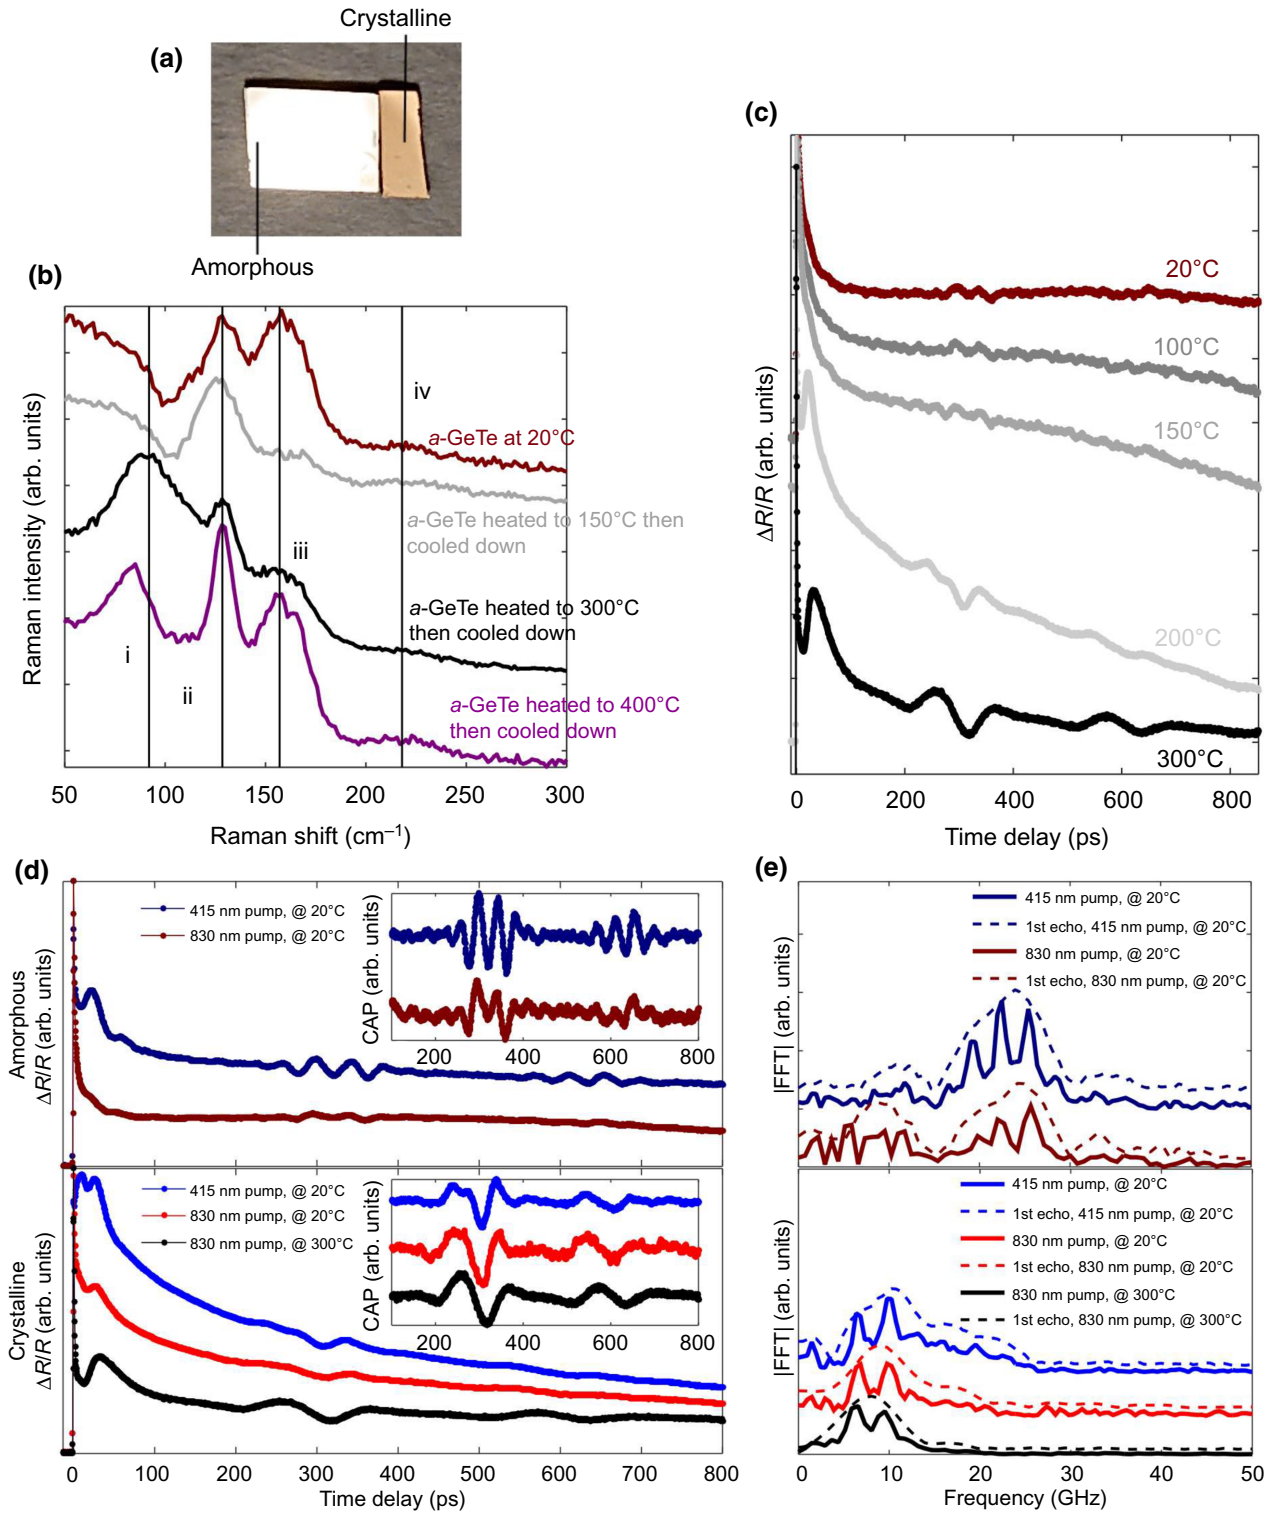 Crystalline
(a)
Amorphous
(b)
Raman intensity (arb. units)
iv
a-GeTe at 20°C
a-GeTe heated to 150°C then
cooled down
iii
a-GeTe heated to 300°C
then cooled down
i
ii
a-GeTe heated to 400°C
then cooled down
50 100 150 200 250 300
Raman shift (cm–1)
(c)
ΔR/R (arb. units)
20°C
100°C
150°C
200°C
300°C
0 200 400 600 800
Time delay (ps)
(d)
Amorphous
ΔR/R (arb. units)
415 nm pump, @ 20°C
830 nm pump, @ 20°C
CAP (arb. units)
200 400 600 800
Crystalline
ΔR/R (arb. units)
415 nm pump, @ 20°C
830 nm pump, @ 20°C
830 nm pump, @ 300°C
CAP (arb. units)
200 400 600 800
0 100 200 300 400 500 600 700 800
Time delay (ps)
(e)
|FFT| (arb. units)
415 nm pump, @ 20°C
1st echo, 415 nm pump, @ 20°C
830 nm pump, @ 20°C
1st echo, 830 nm pump, @ 20°C
|FFT| (arb. units)
415 nm pump, @ 20°C
1st echo, 415 nm pump, @ 20°C
830 nm pump, @ 20°C
1st echo, 830 nm pump, @ 20°C
830 nm pump, @ 300°C
1st echo, 830 nm pump, @ 300°C
0 10 20 30 40 50
Frequency (GHz)